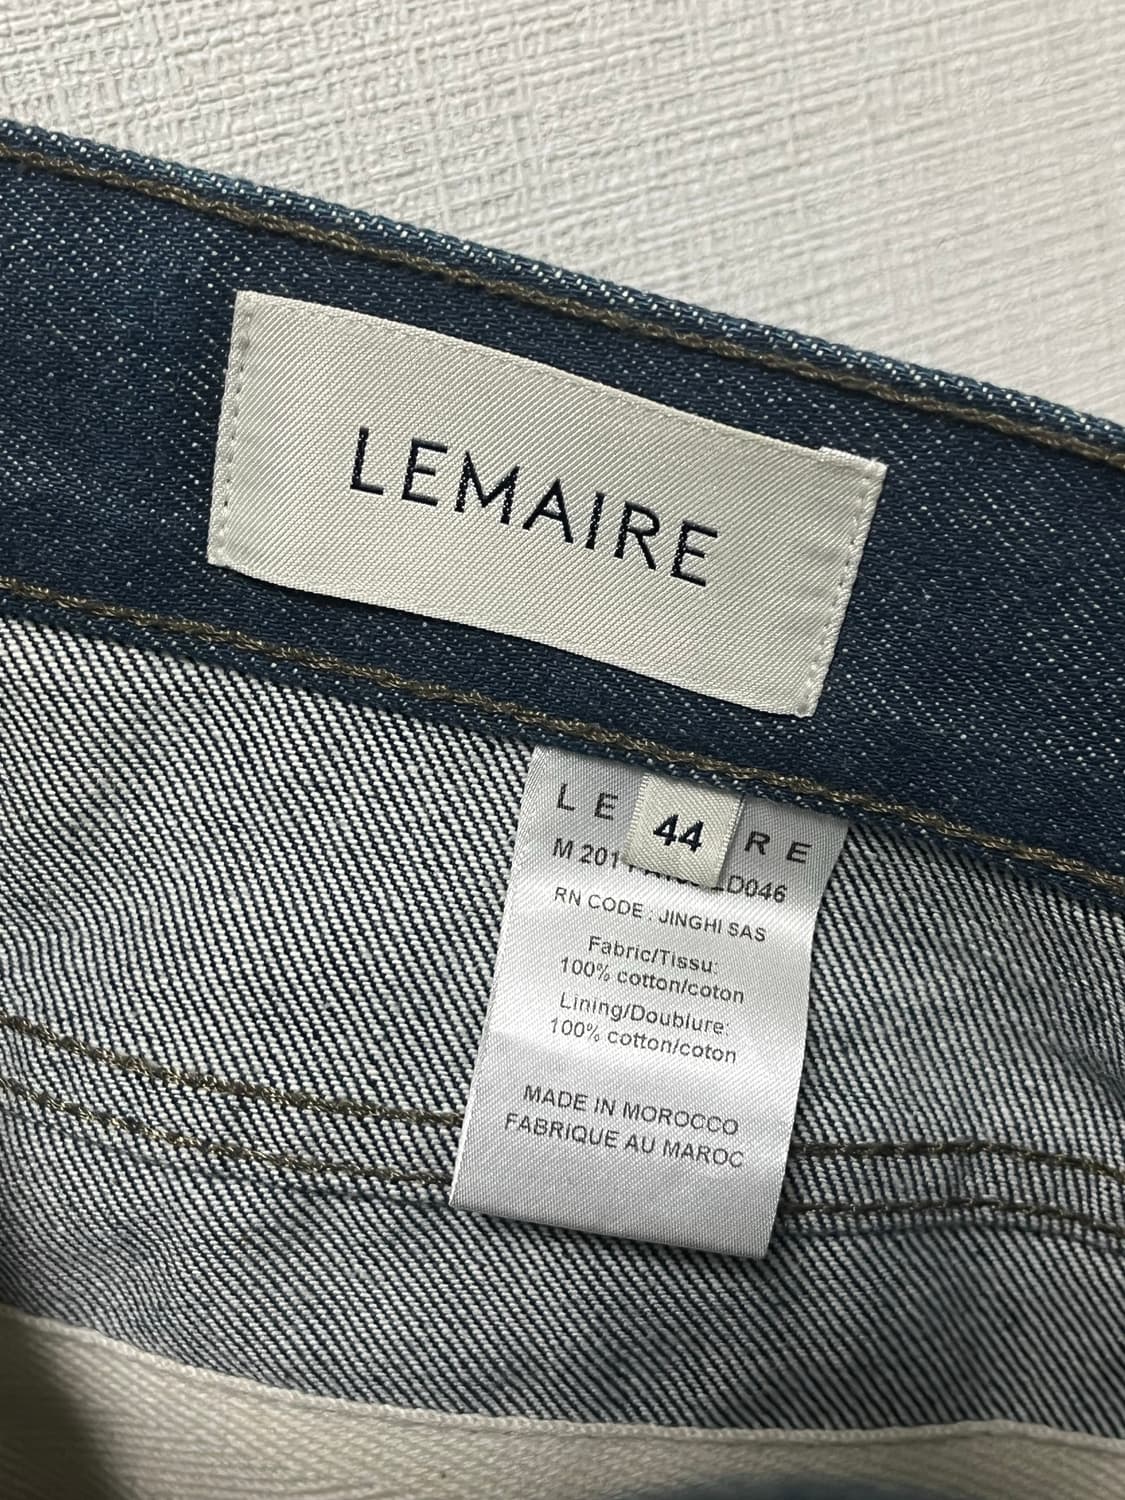 LEMAIRE
LE
44
RE
M 201
LD046
RN CODE : JINGHI SAS
Fabric/Tissu:
100% cotton/coton
Lining/Doublure:
100% cotton/coton
MADE IN MOROCCO
FABRIQUE AU MAROC